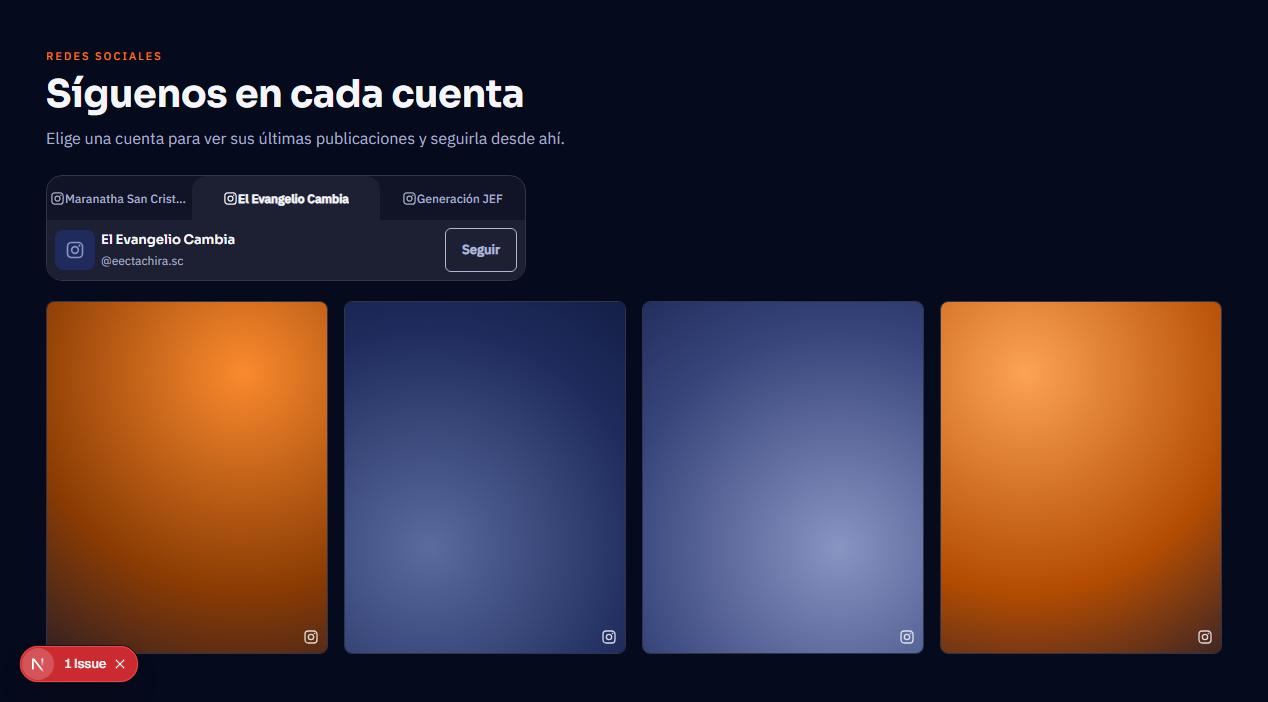 REDES SOCIALES
Síguenos en cada cuenta
Elige una cuenta para ver sus últimas publicaciones y seguirla desde ahí.
Maranatha San Crist...
El Evangelio Cambia
Generación JEF
El Evangelio Cambia
@eectachira.sc
Seguir
N 1 Issue